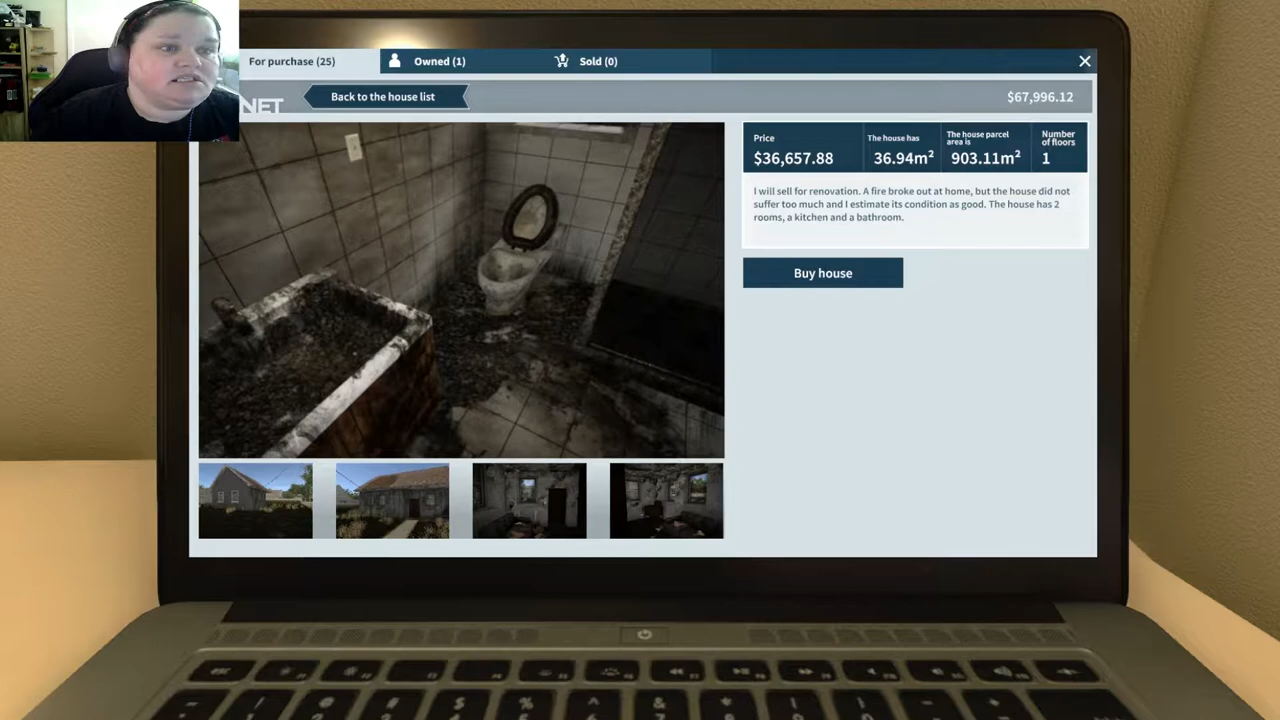 For purchase (25)
Owned (1)
Sold (0)
NET
Back to the house list
$67,996.12
Price
$36,657.88
The house has
36.94m²
The house parcel
area is
903.11m²
Number
of floors
1
I will sell for renovation. A fire broke out at home, but the house did not
suffer too much and I estimate its condition as good. The house has 2
rooms, a kitchen and a bathroom.
Buy house